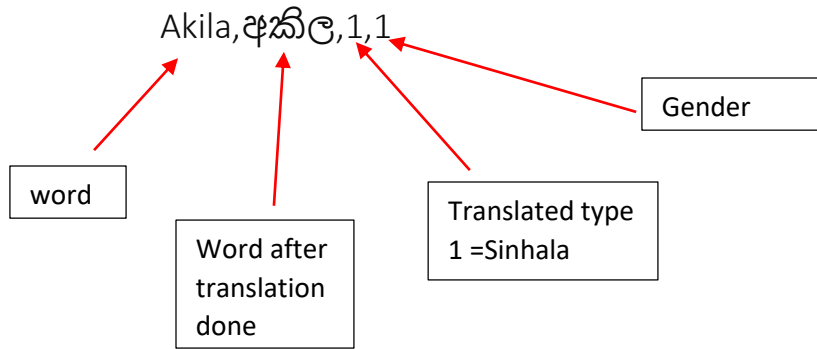 Akila,අකිල,1,1
Gender
word
Translated type
1 =Sinhala
Word after
translation
done